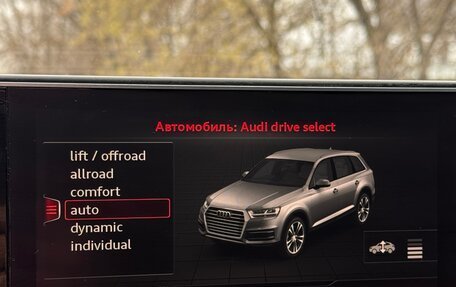 Автомобиль: Audi drive select
lift / offroad
allroad
comfort
auto
dynamic
individual